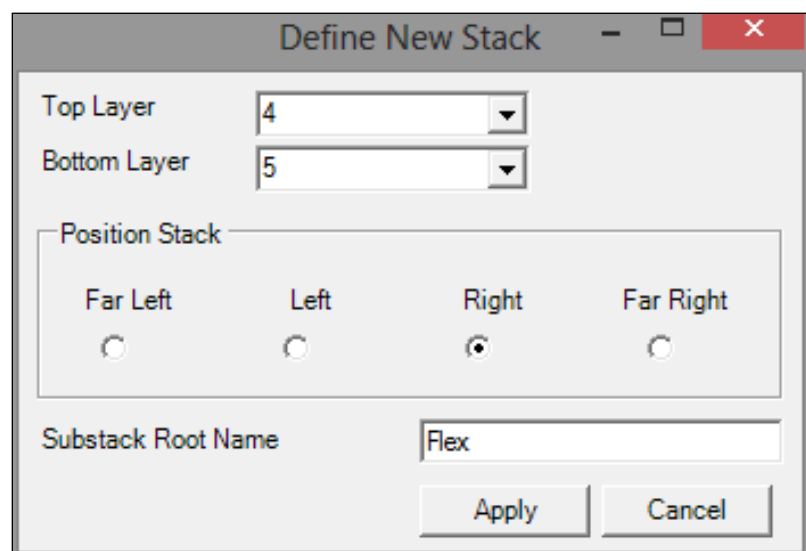 Define New Stack
Top Layer 4
Bottom Layer 5
Position Stack
Far Left Left Right Far Right
Substack Root Name Flex
Apply Cancel